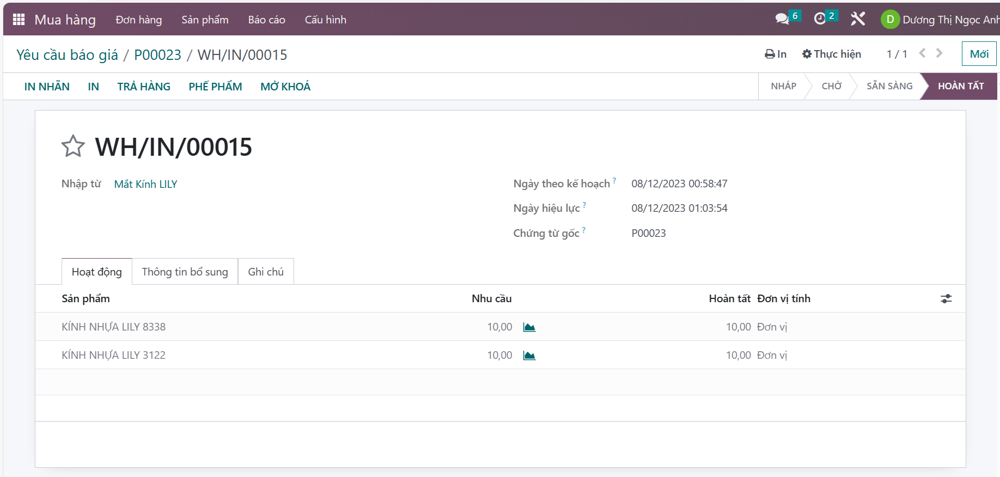 Mua hàng Đơn hàng Sản phẩm Báo cáo Cấu hình 6 2 D Dương Thị Ngọc Anh
Yêu cầu báo giá / P00023 / WH/IN/00015 In Thực hiện 1 / 1 Mới
IN NHÃN IN TRẢ HÀNG PHẾ PHẨM MỞ KHOÁ NHÁP CHỜ SẴN SÀNG HOÀN TẤT
WH/IN/00015
Nhập từ Mắt Kính LILY Ngày theo kế hoạch ? 08/12/2023 00:58:47
Ngày hiệu lực ? 08/12/2023 01:03:54
Chứng từ gốc ? P00023
Hoạt động Thông tin bổ sung Ghi chú
Sản phẩm Nhu cầu Hoàn tất Đơn vị tính
KÍNH NHỰA LILY 8338 10,00 10,00 Đơn vị
KÍNH NHỰA LILY 3122 10,00 10,00 Đơn vị